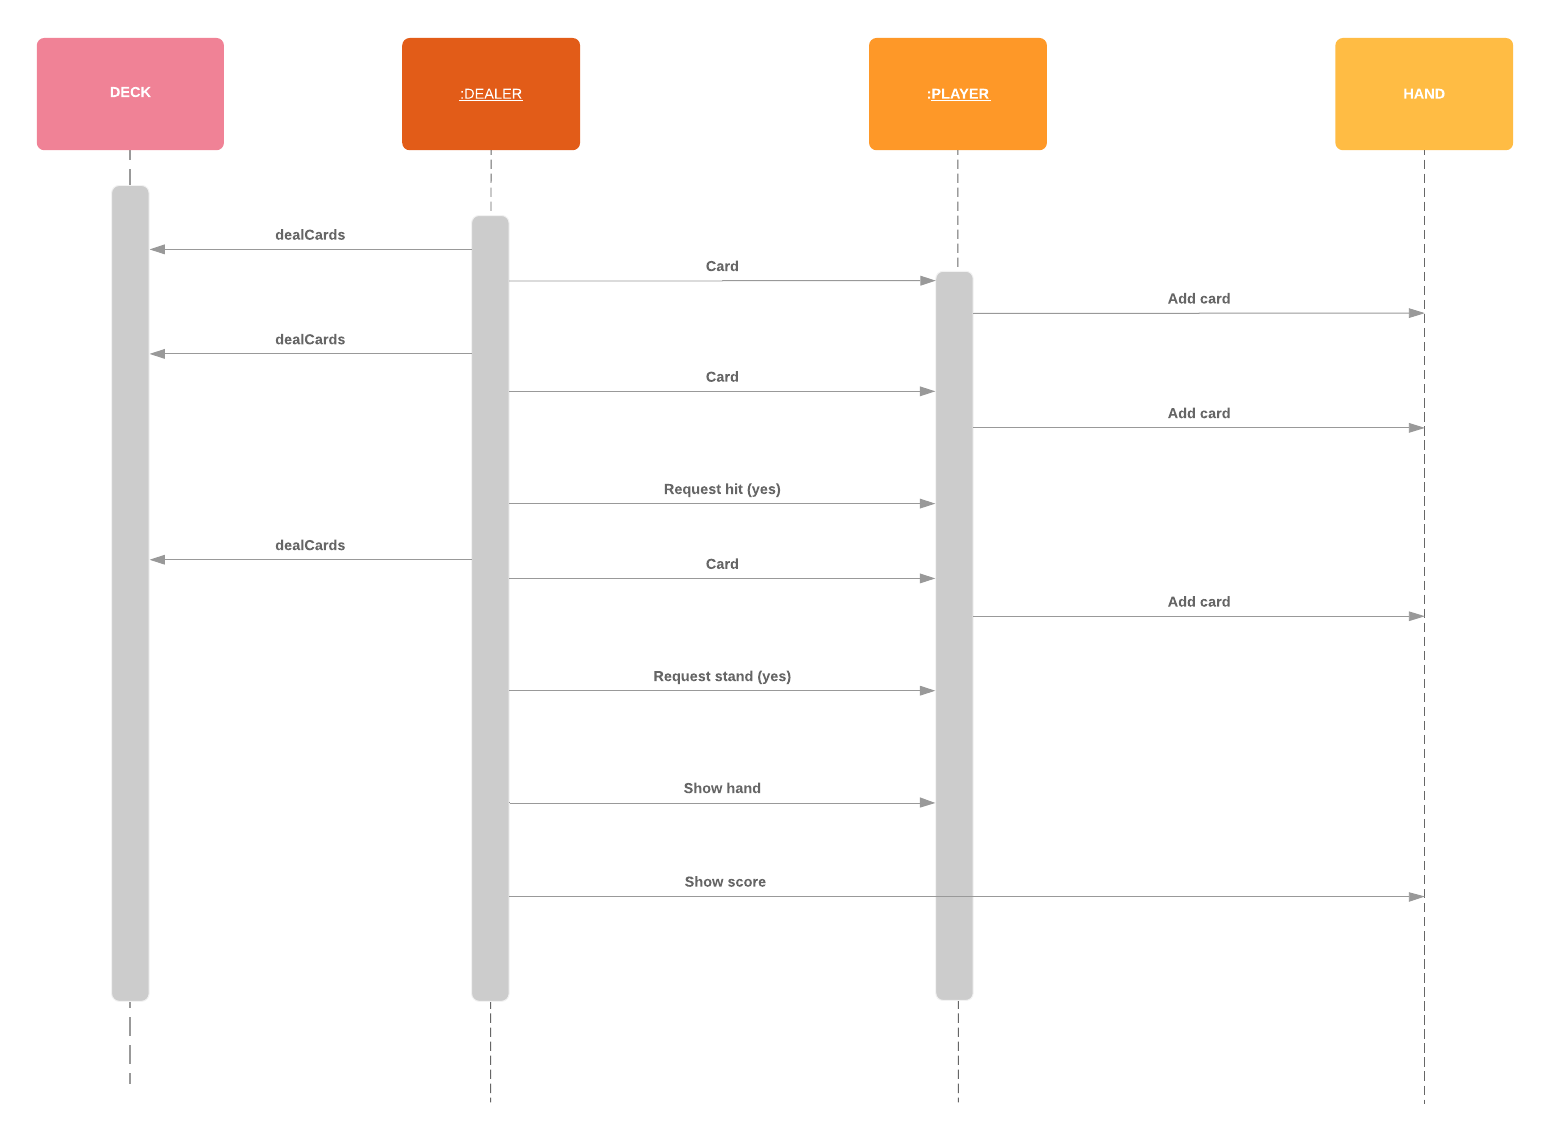 DECK
:DEALER
:PLAYER
HAND
dealCards
Card
Add card
dealCards
Card
Add card
Request hit (yes)
dealCards
Card
Add card
Request stand (yes)
Show hand
Show score